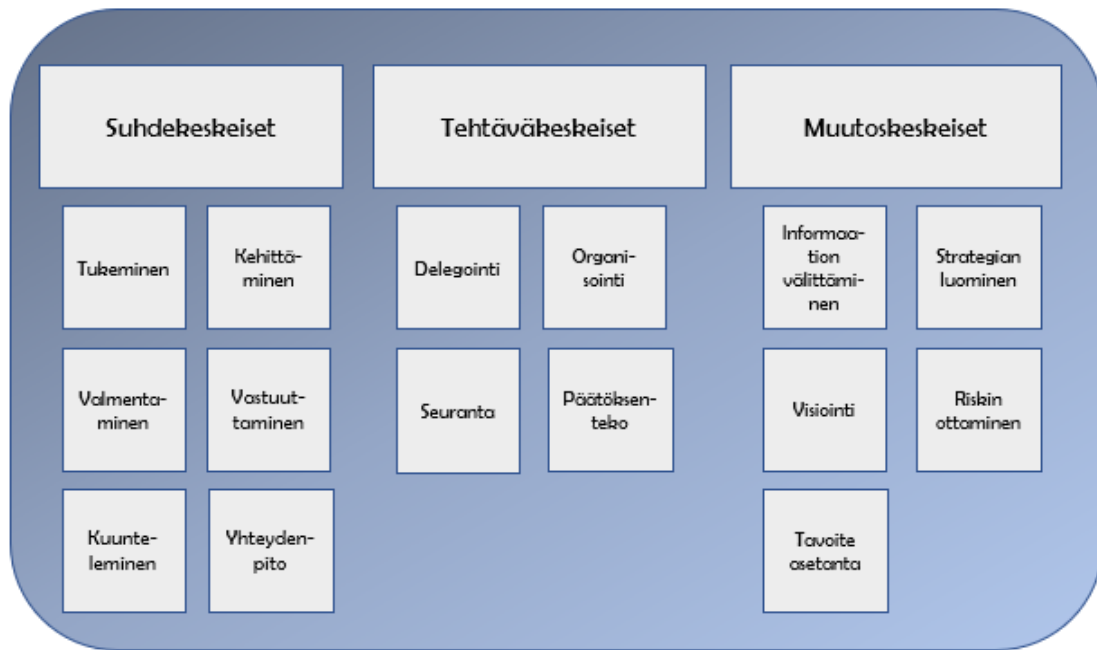 Suhdekeskeiset
Tehtäväkeskeiset
Muutoskeskeiset
Tukeminen
Kehittä-
minen
Delegointi
Organi-
sointi
Informaa-
tion
välittämi-
nen
Strategian
luominen
Valmenta-
minen
Vastuut-
taminen
Seuranta
Päätöksen-
teko
Visiointi
Riskin
ottaminen
Kuunte-
leminen
Yhteyden-
pito
Tavoite
asetanta